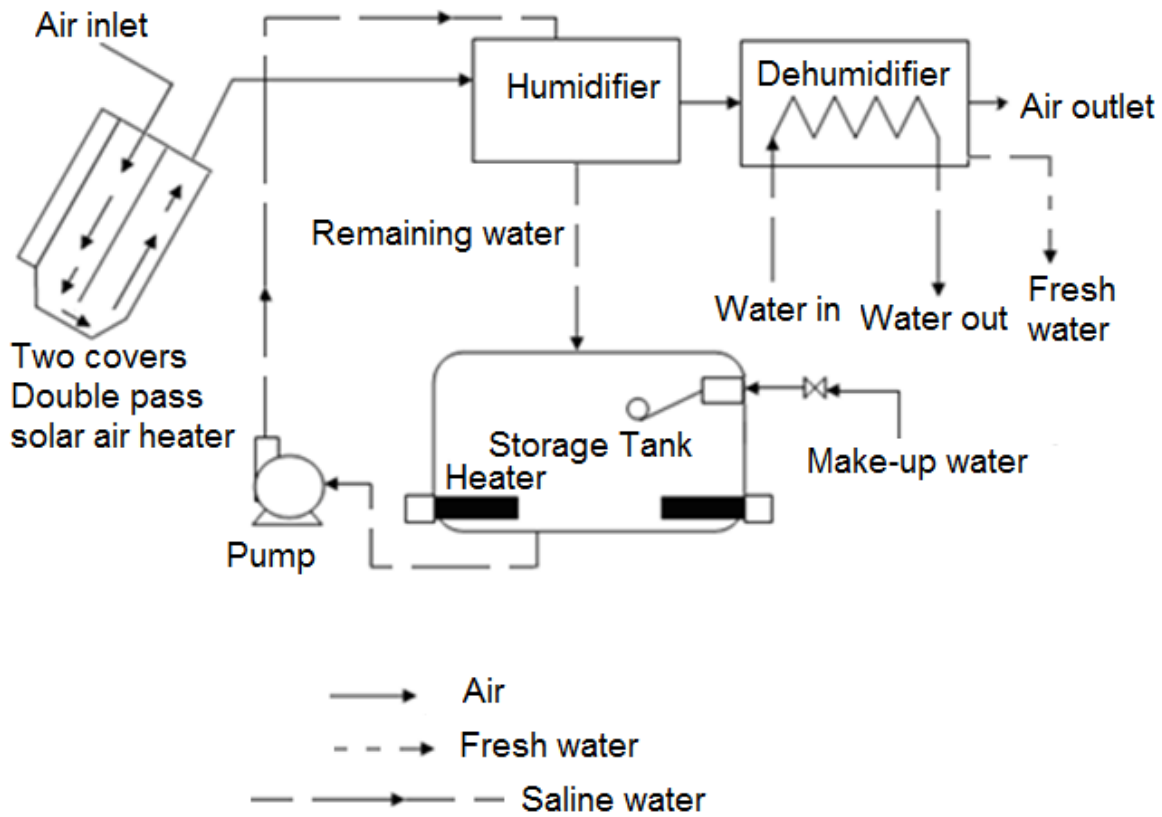 Air inlet
Humidifier
Dehumidifier
Air outlet
Remaining water
Water in
Water out
Fresh
water
Two covers
Double pass
solar air heater
Storage Tank
Heater
Make-up water
Pump
Air
Fresh water
Saline water